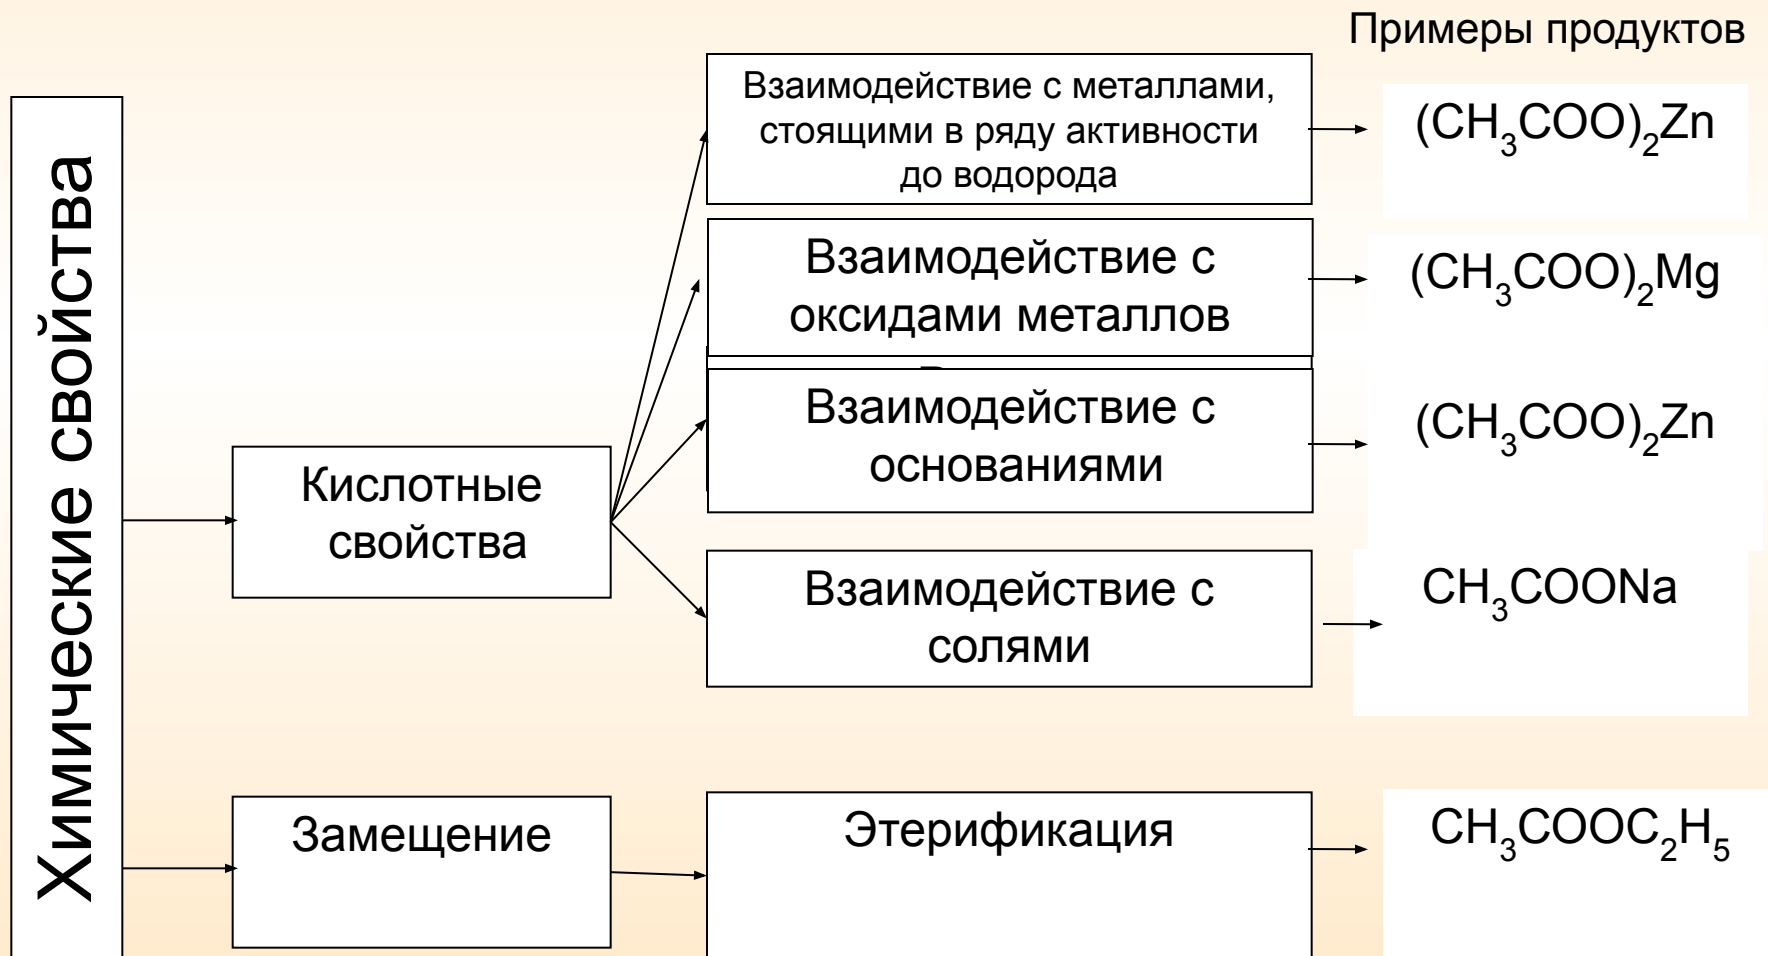 Примеры продуктов
Химические свойства
Кислотные
свойства
Взаимодействие с металлами,
стоящими в ряду активности
до водорода
(CH₃COO)₂Zn
Взаимодействие с
оксидами металлов
(CH₃COO)₂Mg
Взаимодействие с
основаниями
(CH₃COO)₂Zn
Взаимодействие с
солями
CH₃COONa
Замещение
Этерификация
CH₃COOC₂H₅